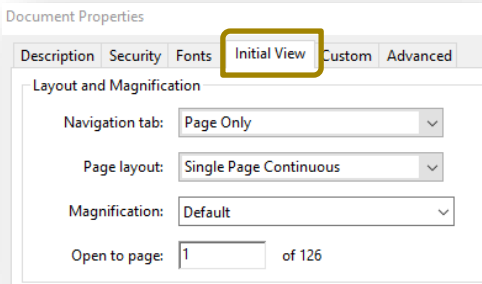 Document Properties
Description Security Fonts Initial View Custom Advanced
Layout and Magnification
Navigation tab: Page Only
Page layout: Single Page Continuous
Magnification: Default
Open to page: 1 of 126